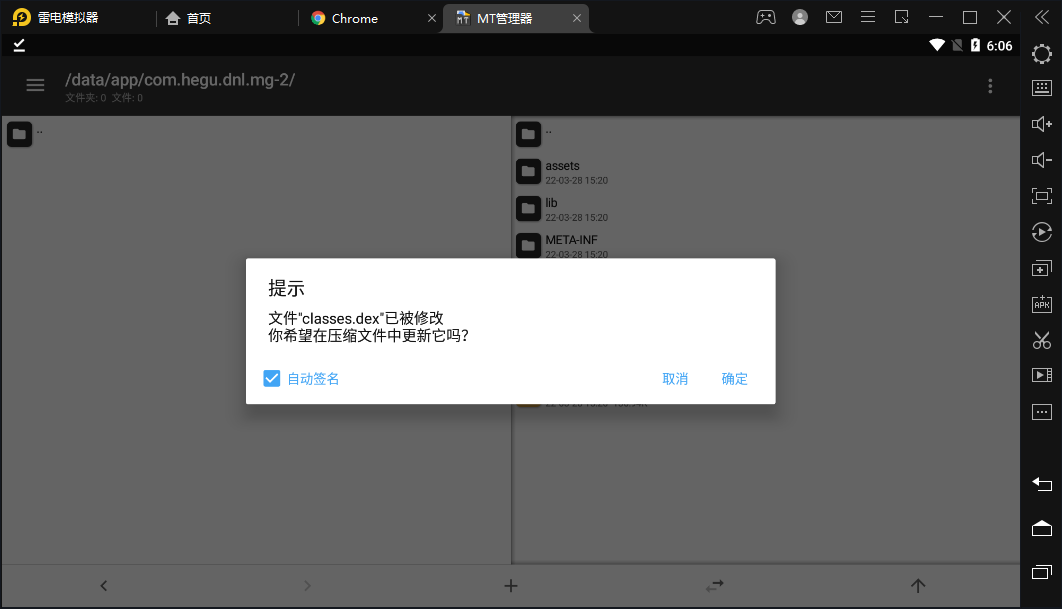 雷电模拟器
首页
Chrome
MT管理器
6:06
/data/app/com.hegu.dnl.mg-2/
文件夹: 0 文件: 0
..
..
assets
22-03-28 15:20
lib
22-03-28 15:20
META-INF
22-03-28 15:20
提示
文件"classes.dex"已被修改
你希望在压缩文件中更新它吗?
自动签名
取消
确定
APK